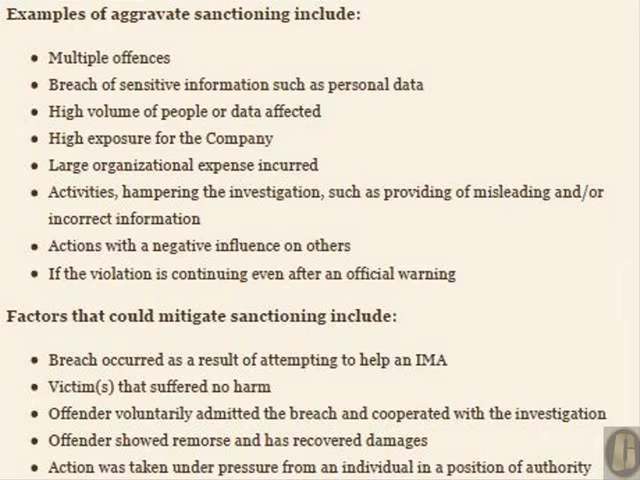 Examples of aggravate sanctioning include:
• Multiple offences
• Breach of sensitive information such as personal data
• High volume of people or data affected
• High exposure for the Company
• Large organizational expense incurred
• Activities, hampering the investigation, such as providing of misleading and/or
incorrect information
• Actions with a negative influence on others
• If the violation is continuing even after an official warning
Factors that could mitigate sanctioning include:
• Breach occurred as a result of attempting to help an IMA
• Victim(s) that suffered no harm
• Offender voluntarily admitted the breach and cooperated with the investigation
• Offender showed remorse and has recovered damages
• Action was taken under pressure from an individual in a position of authority